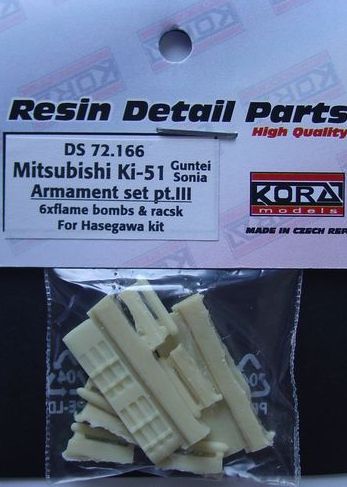 Resin Detail Parts
High Quality
DS 72.166
Mitsubishi Ki-51 Guntei Sonia
Armament set pt.III
6xflame bombs & racsk
For Hasegawa kit
KORA
models
MADE IN CZECH REP